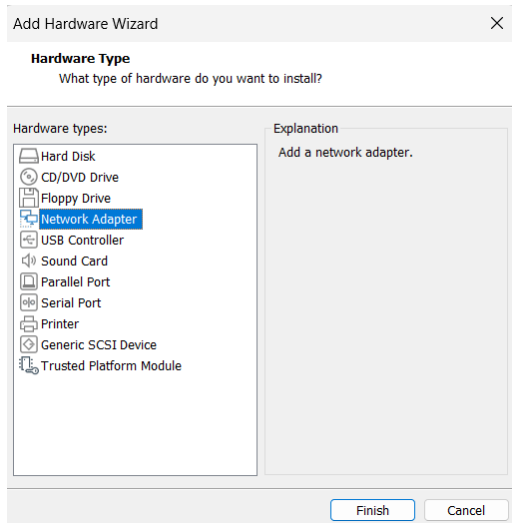 Add Hardware Wizard
Hardware Type
What type of hardware do you want to install?
Hardware types:
Hard Disk
CD/DVD Drive
Floppy Drive
Network Adapter
USB Controller
Sound Card
Parallel Port
Serial Port
Printer
Generic SCSI Device
Trusted Platform Module
Explanation
Add a network adapter.
Finish
Cancel